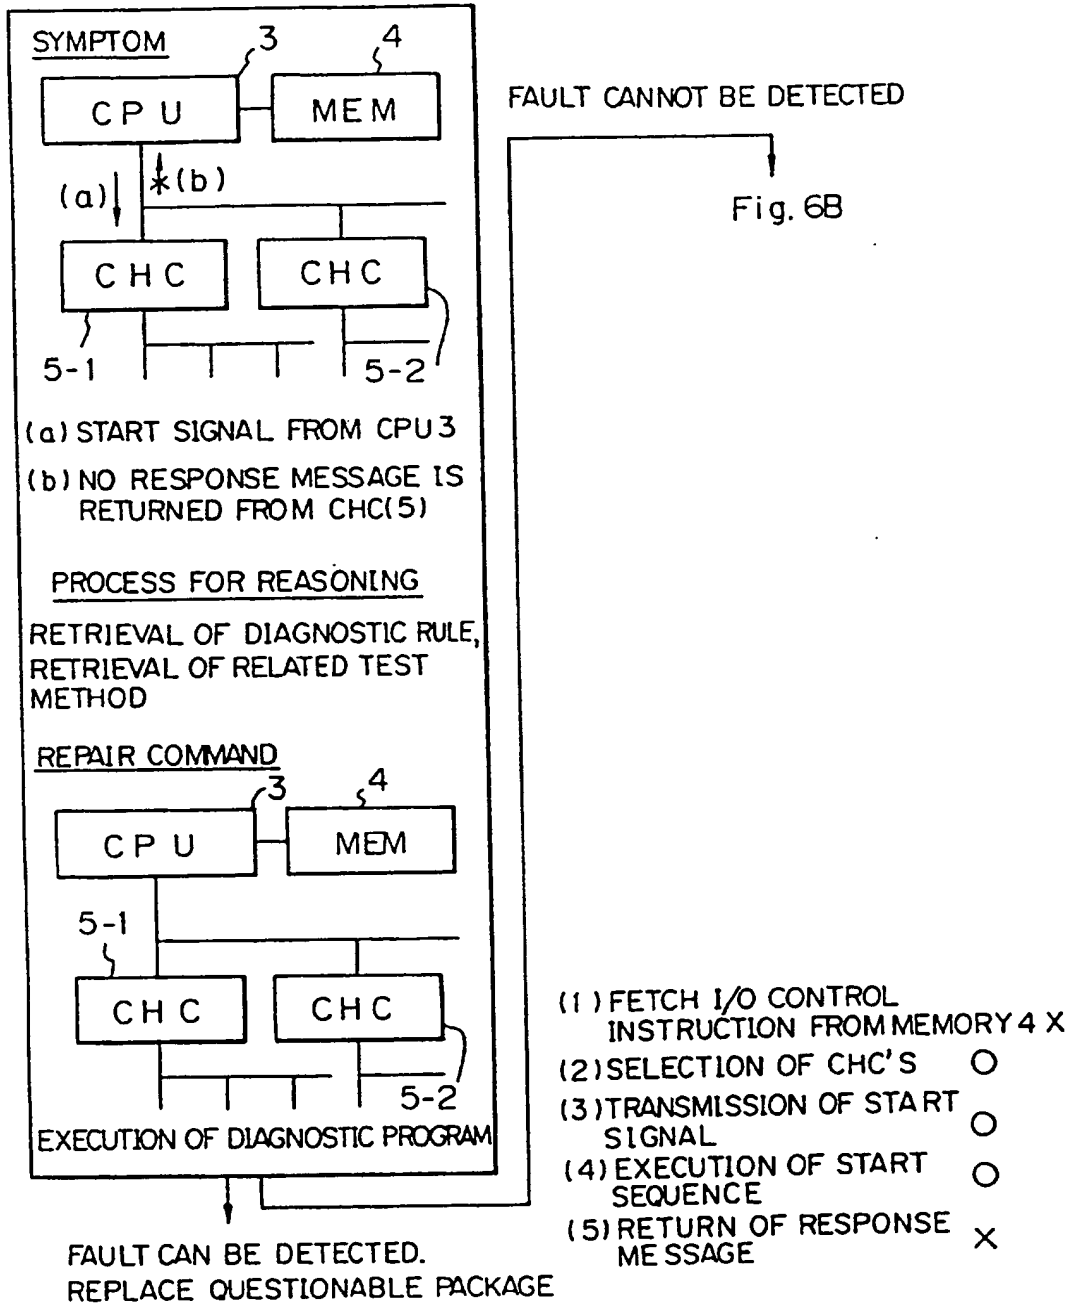 SYMPTOM
3
4
CPU
MEM
FAULT CANNOT BE DETECTED
(a)
*(b)
Fig. 6B
CHC
CHC
5-1
5-2
(a) START SIGNAL FROM CPU 3
(b) NO RESPONSE MESSAGE IS
RETURNED FROM CHC(5)
PROCESS FOR REASONING
RETRIEVAL OF DIAGNOSTIC RULE,
RETRIEVAL OF RELATED TEST
METHOD
REPAIR COMMAND
3
4
CPU
MEM
5-1
CHC
CHC
5-2
EXECUTION OF DIAGNOSTIC PROGRAM
(1) FETCH I/O CONTROL
INSTRUCTION FROM MEMORY 4 X
(2) SELECTION OF CHC'S O
(3) TRANSMISSION OF START
SIGNAL O
(4) EXECUTION OF START
SEQUENCE O
(5) RETURN OF RESPONSE
MESSAGE X
FAULT CAN BE DETECTED.
REPLACE QUESTIONABLE PACKAGE